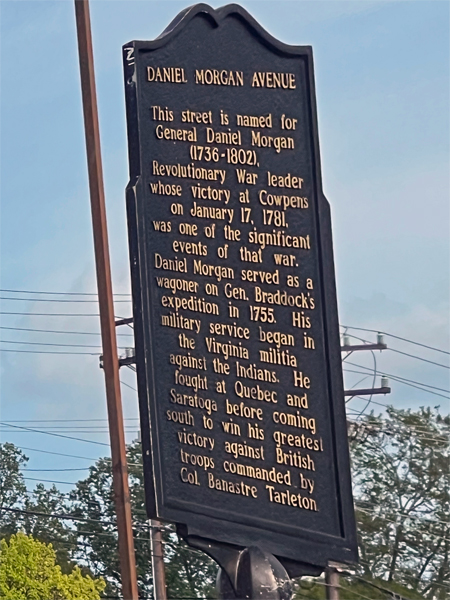 DANIEL MORGAN AVENUE
This street is named for
General Daniel Morgan
(1736-1802),
Revolutionary War leader
whose victory at Cowpens
on January 17, 1781,
was one of the significant
events of that war.
Daniel Morgan served as a
wagoner on Gen. Braddock's
expedition in 1755. His
military service began in
the Virginia militia
against the Indians. He
fought at Quebec and
Saratoga before coming
south to win his greatest
victory against British
troops commanded by
Col. Banastre Tarleton.